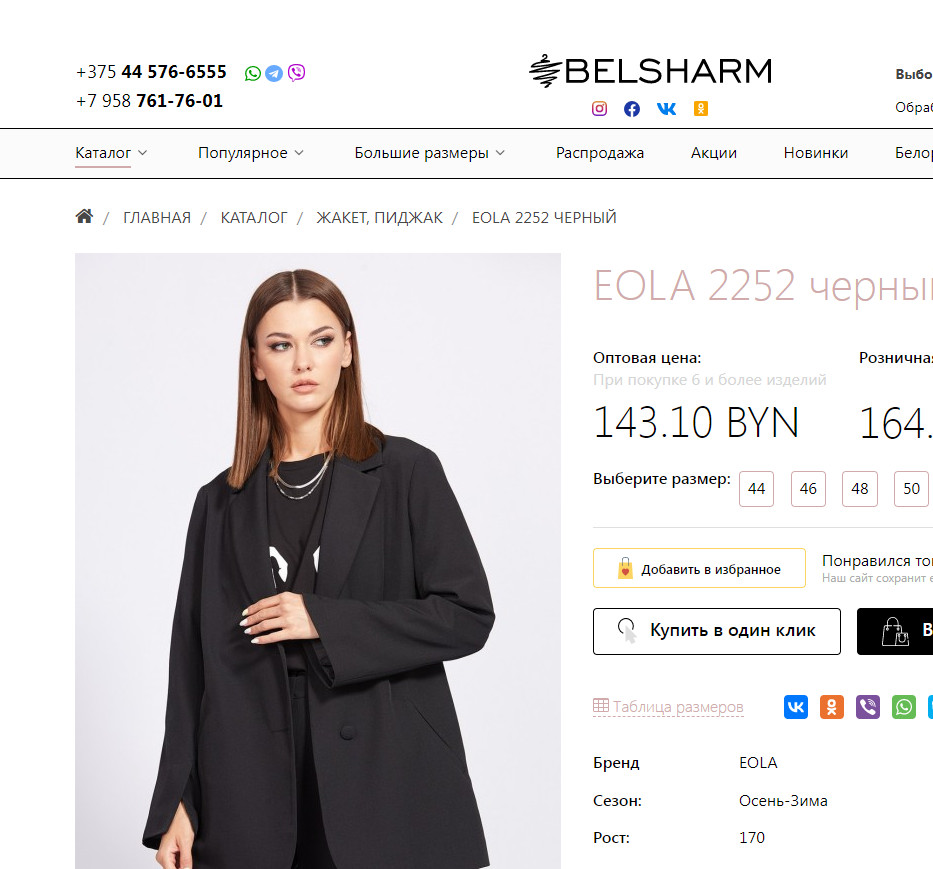 +375 44 576-6555
+7 958 761-76-01
BELSHARM
Выбо
Обраб
Каталог Популярное Большие размеры Распродажа Акции Новинки Белор
/ ГЛАВНАЯ / КАТАЛОГ / ЖАКЕТ, ПИДЖАК / EOLA 2252 ЧЕРНЫЙ
EOLA 2252 черный
Оптовая цена:
При покупке 6 и более изделий
143.10 BYN
Розничная
164.
Выберите размер: 44 46 48 50
Добавить в избранное
Понравился то
Наш сайт сохранит е
Купить в один клик
В
Таблица размеров
Бренд EOLA
Сезон: Осень-Зима
Рост: 170